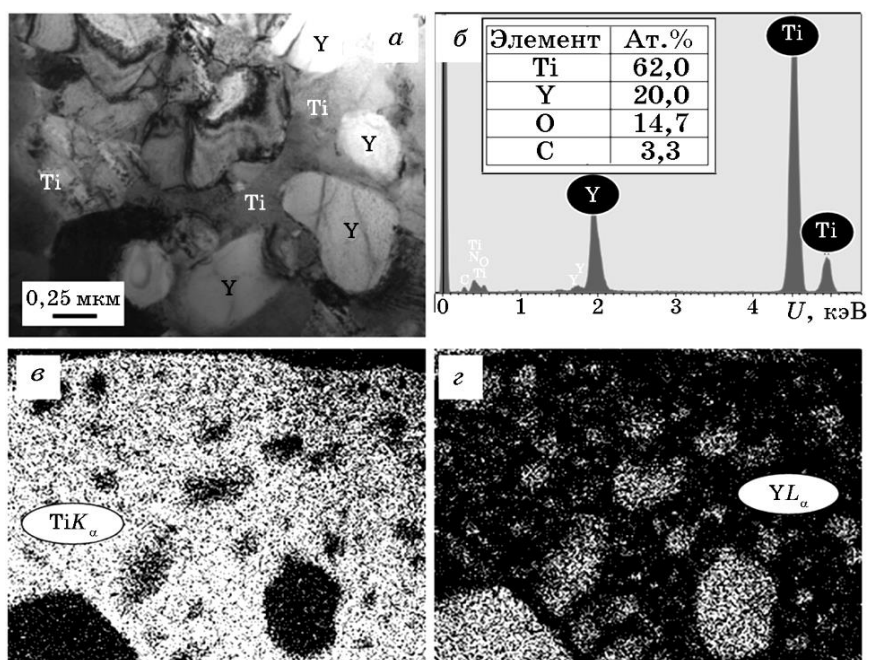 Y
а
Ti
Y
Ti
Ti
Y
Y
0,25 мкм
б
Элемент Ат.%
Ti 62,0
Y 20,0
O 14,7
C 3,3
Ti
Y
Ti
Ti
N O
C Ti
Y
Y
0 1 2 3 4 U, кэВ
в
TiKα
г
YLα